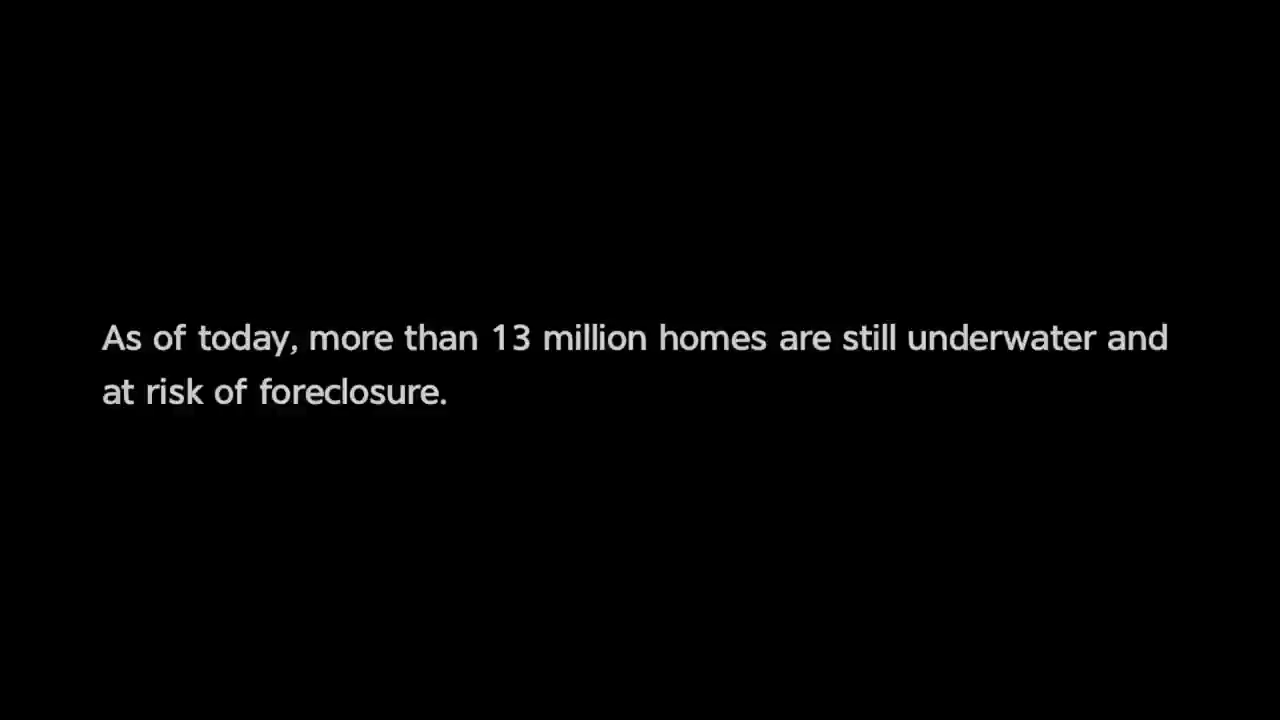 As of today, more than 13 million homes are still underwater and
at risk of foreclosure.